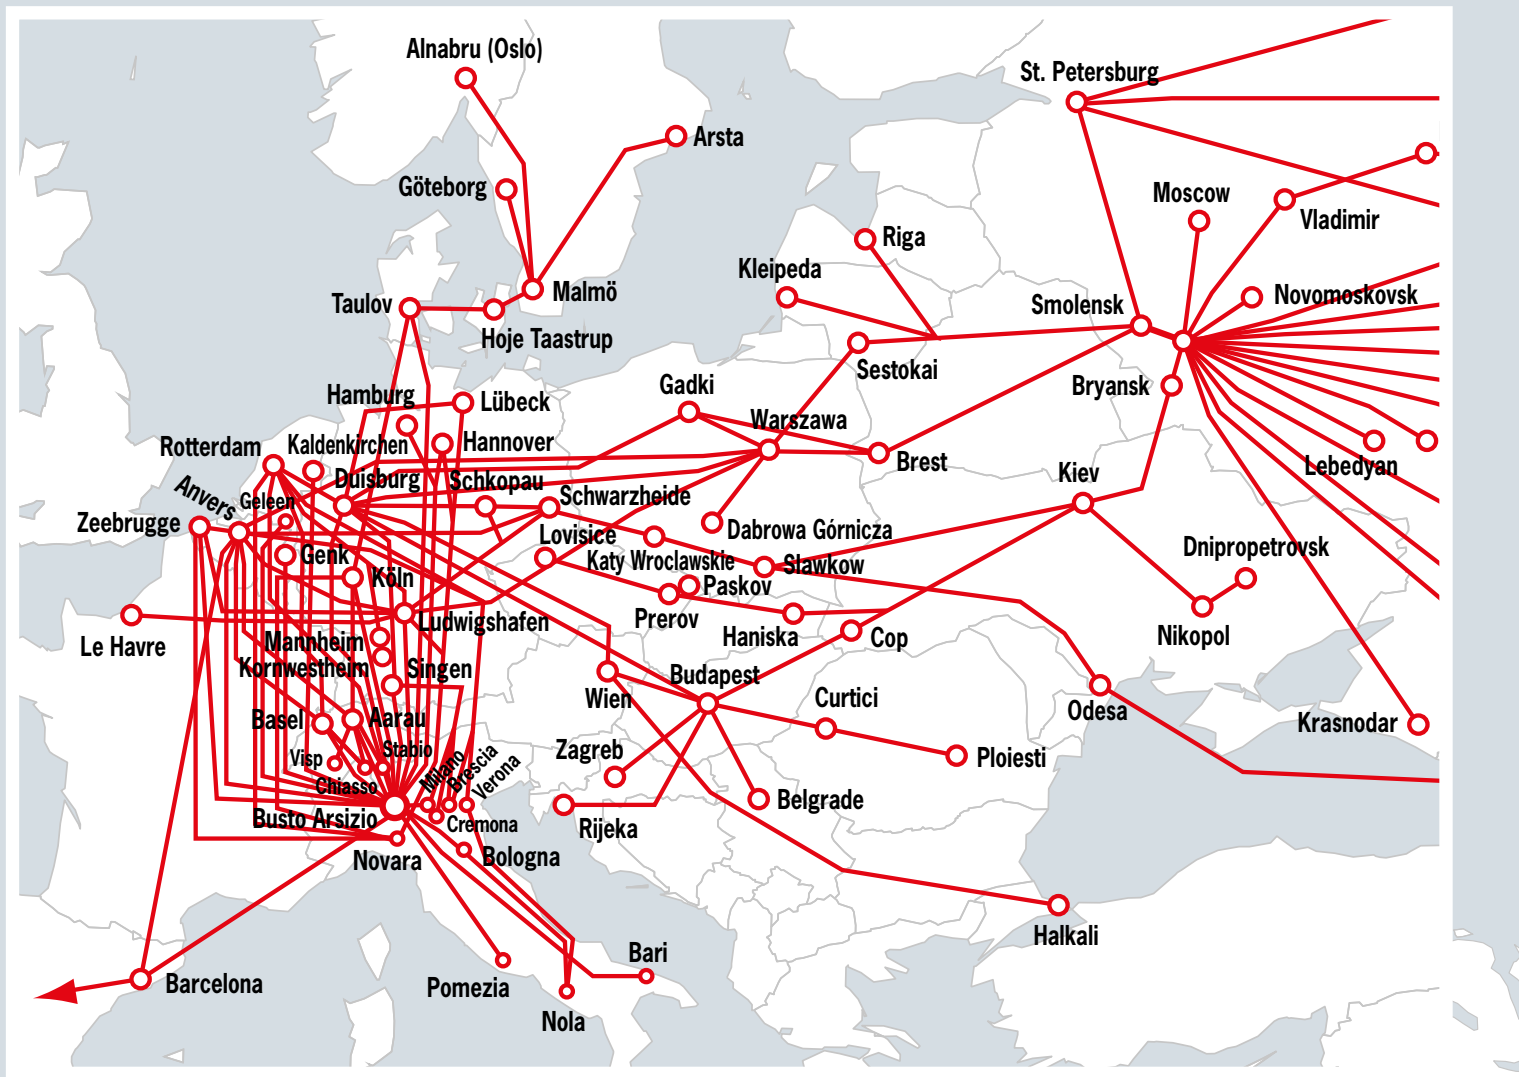 Alnabru (Oslo)
St. Petersburg
Arsta
Göteborg
Moscow
Vladimir
Riga
Kleipeda
Malmö
Taulov
Novomoskovsk
Smolensk
Hoje Taastrup
Sestokai
Gadki
Bryansk
Hamburg
Lübeck
Warszawa
Rotterdam
Kaldenkirchen
Hannover
Brest
Lebedyan
Kiev
Duisburg
Schkopau
Anvers
Geleen
Schwarzheide
Zeebrugge
Dabrowa Górnicza
Lovisice
Dnipropetrovsk
Genk
Katy Wroclawskie
Slawkow
Köln
Paskov
Prerov
Ludwigshafen
Haniska
Cop
Nikopol
Le Havre
Mannheim
Kornwestheim
Singen
Budapest
Wien
Curtici
Odesa
Basel
Aarau
Krasnodar
Zagreb
Stabio
Visp
Ploiesti
Milano
Brescia
Verona
Chiasso
Belgrade
Busto Arsizio
Cremona
Rijeka
Novara
Bologna
Halkali
Bari
Barcelona
Pomezia
Nola